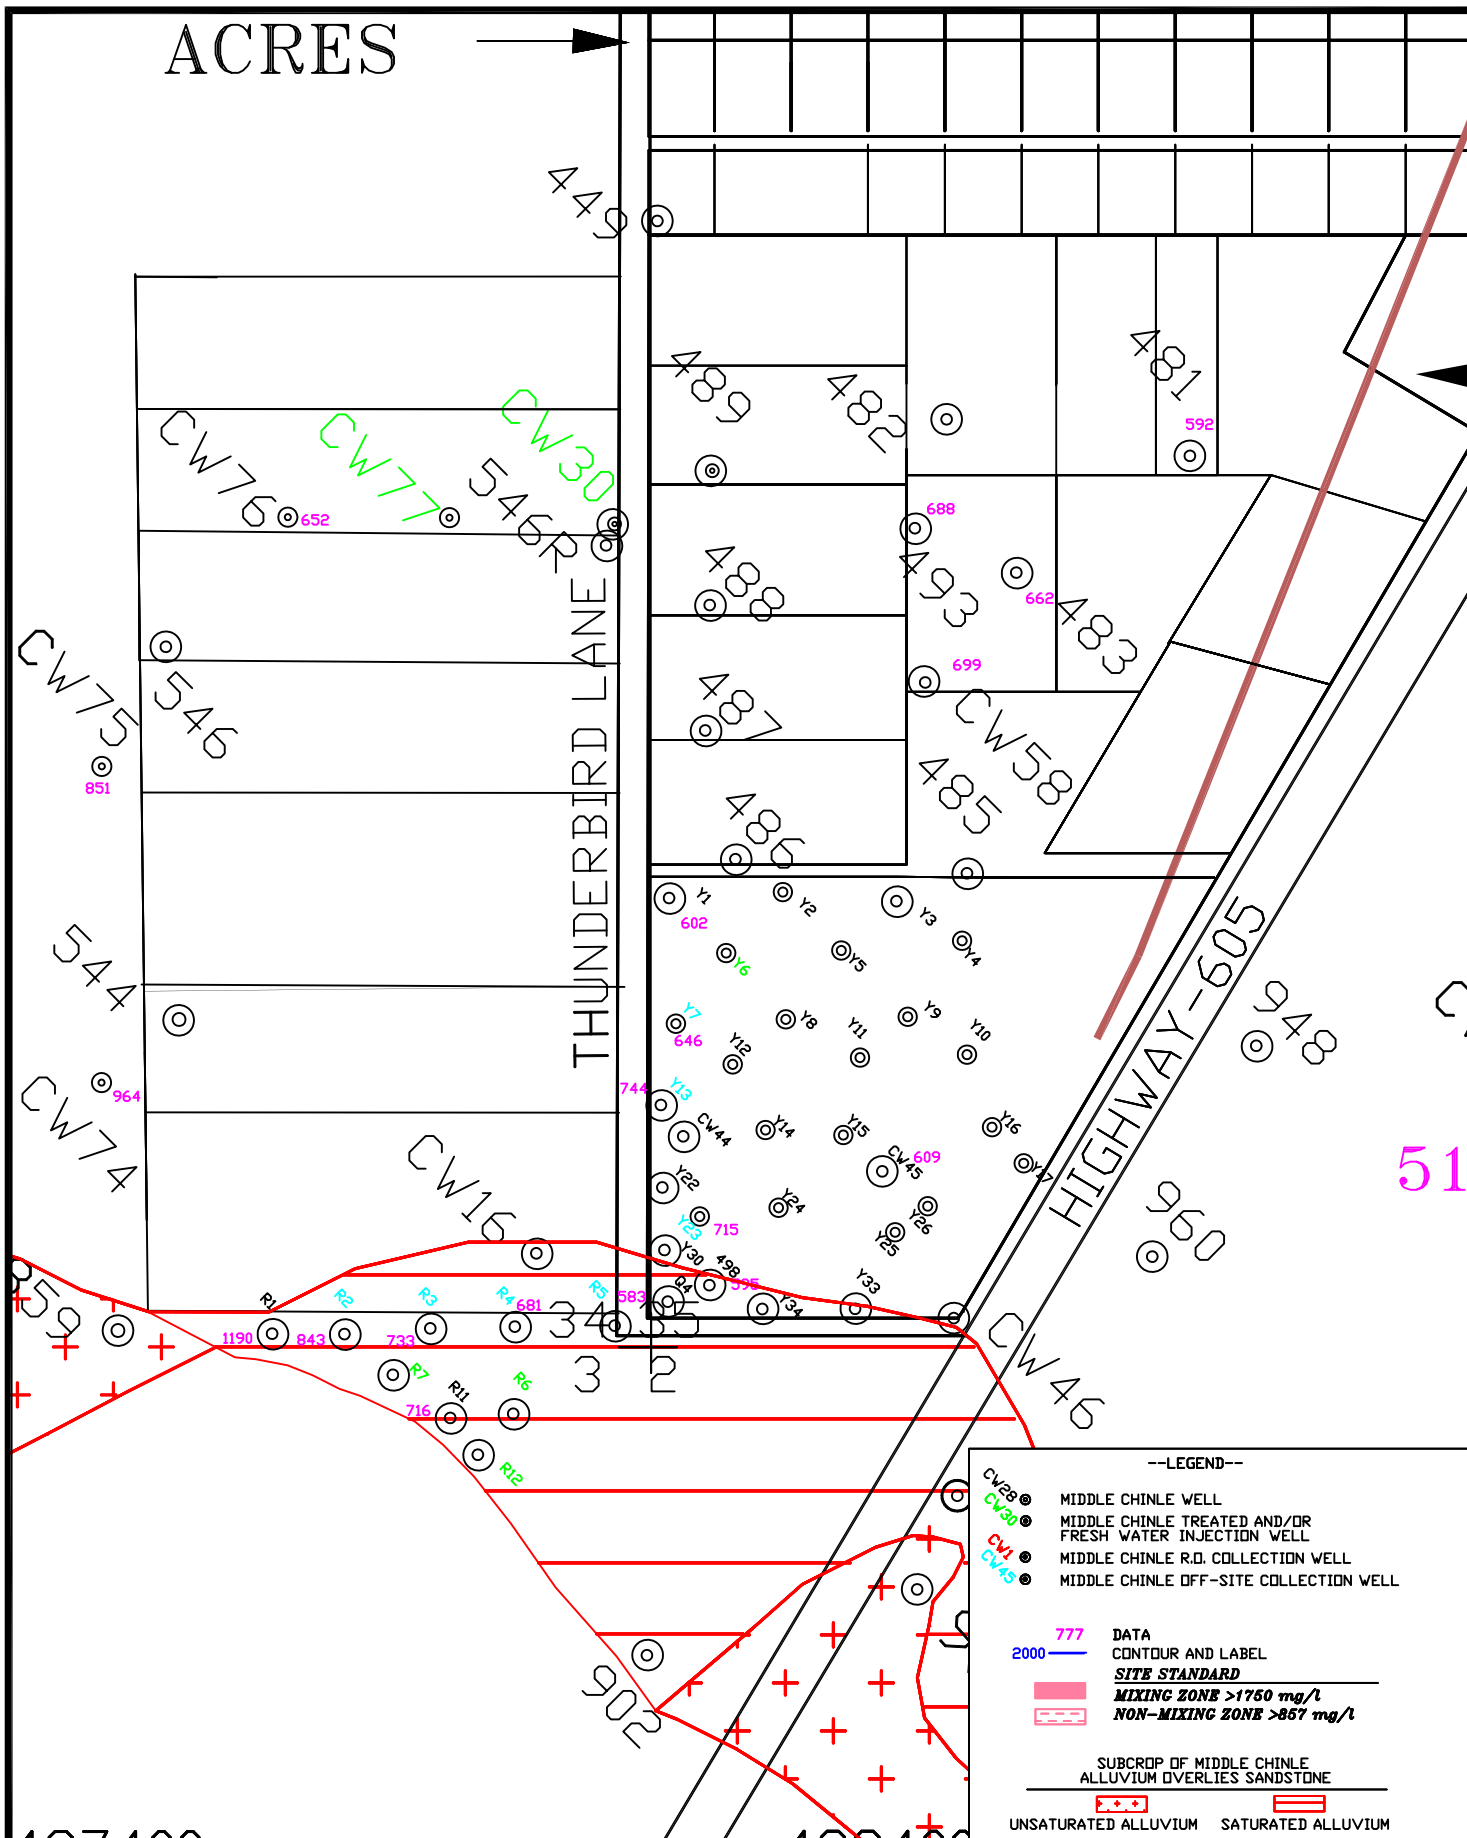 ACRES
449
489
482
481
592
CW76
CW77
CW30
546R
652
688
488
493
662
483
THUNDERBIRD LANE
CW75
546
699
487
CW58
851
485
486
Y1
Y2
Y3
602
544
Y6
Y5
Y4
HIGHWAY-605
948
Y7
Y8
Y9
646
Y12
Y11
Y10
964
744
Y13
CW74
CW44
Y14
Y15
Y16
CW16
CW45
609
Y17
51
Y22
960
Y24
Y26
Y23
715
Y25
Y30
498
859
R1
R2
R3
R4
R5
583
Q4
595
Y34
Y33
681
34
35
1190
843
733
3
2
CW46
R7
R6
716
R11
R12
--LEGEND--
CW28 MIDDLE CHINLE WELL
CW30 MIDDLE CHINLE TREATED AND/OR
FRESH WATER INJECTION WELL
CW1 MIDDLE CHINLE R.O. COLLECTION WELL
CW45 MIDDLE CHINLE OFF-SITE COLLECTION WELL
777 DATA
2000 CONTOUR AND LABEL
SITE STANDARD
MIXING ZONE >1750 mg/l
NON-MIXING ZONE >857 mg/l
902
SUBCROP OF MIDDLE CHINLE
ALLUVIUM OVERLIES SANDSTONE
UNSATURATED ALLUVIUM SATURATED ALLUVIUM